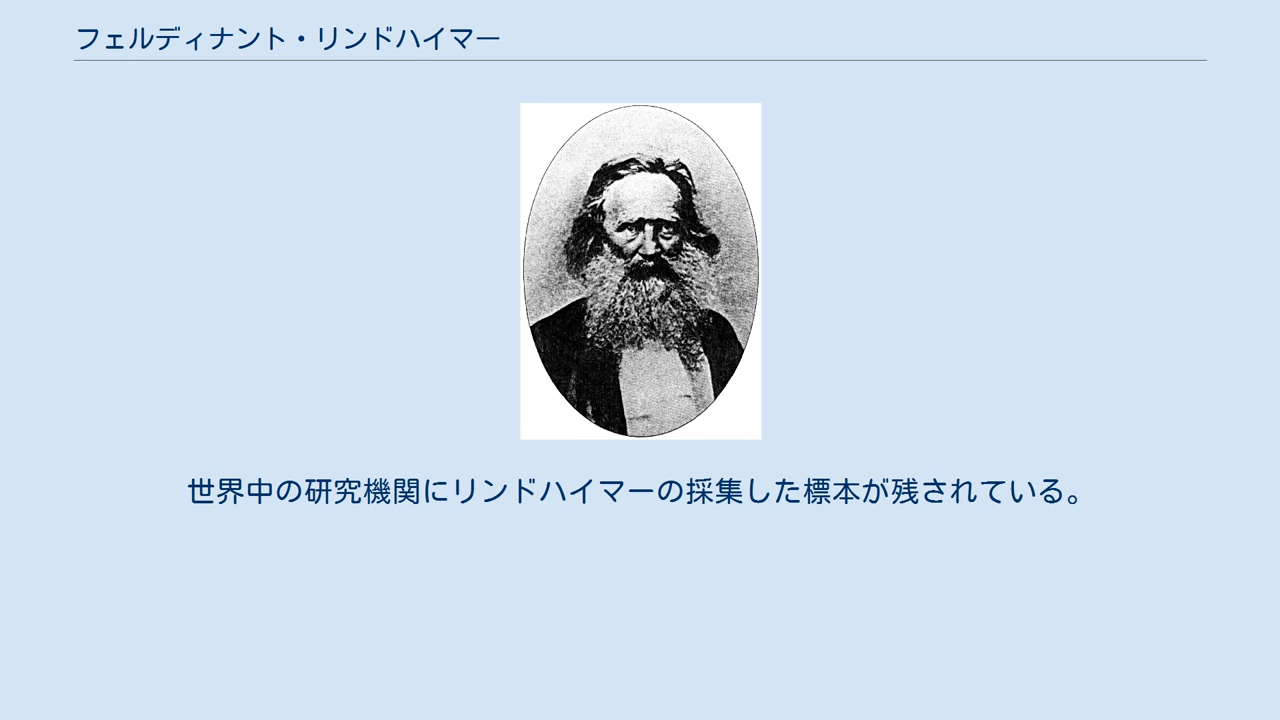 フェルディナント・リンドハイマー
世界中の研究機関にリンドハイマーの採集した標本が残されている。